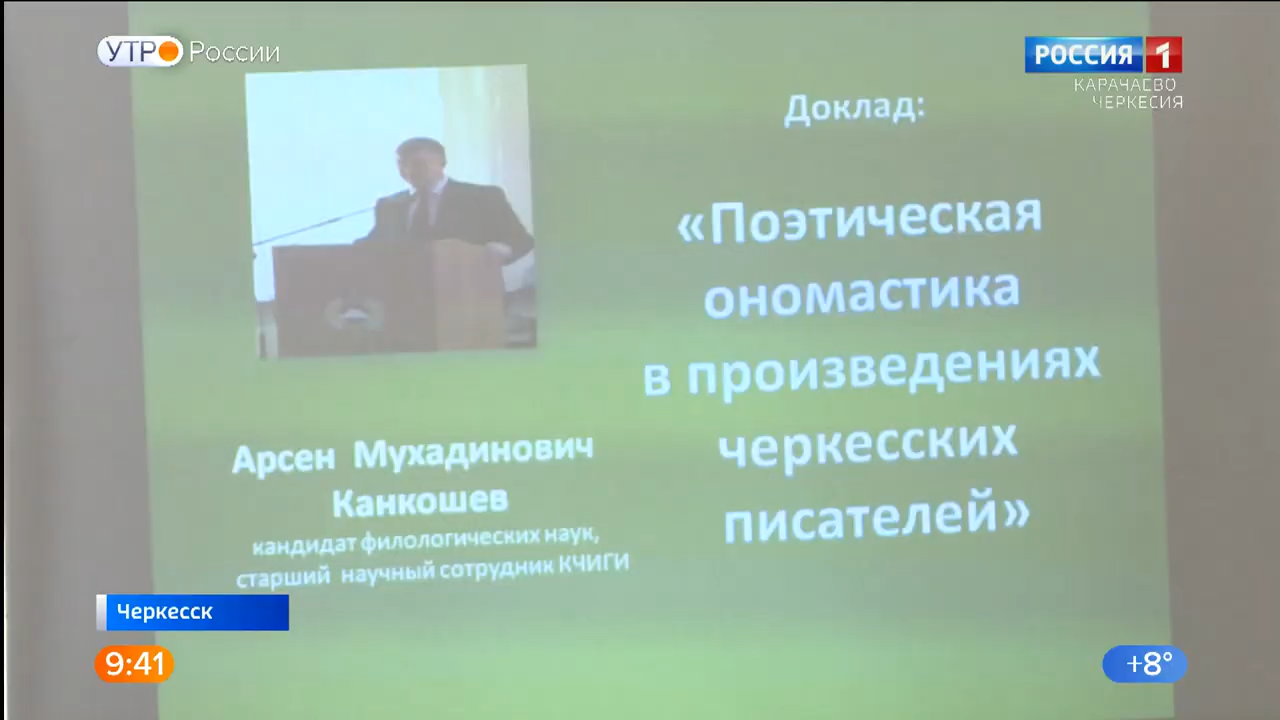 УТРО России
РОССИЯ 1
КАРАЧАЕВО
ЧЕРКЕСИЯ
Доклад:
«Поэтическая
ономастика
в произведениях
черкесских
писателей»
Арсен Мухадинович
Канкошев
кандидат филологических наук,
старший научный сотрудник КЧИГИ
Черкесск
9:41
+8°